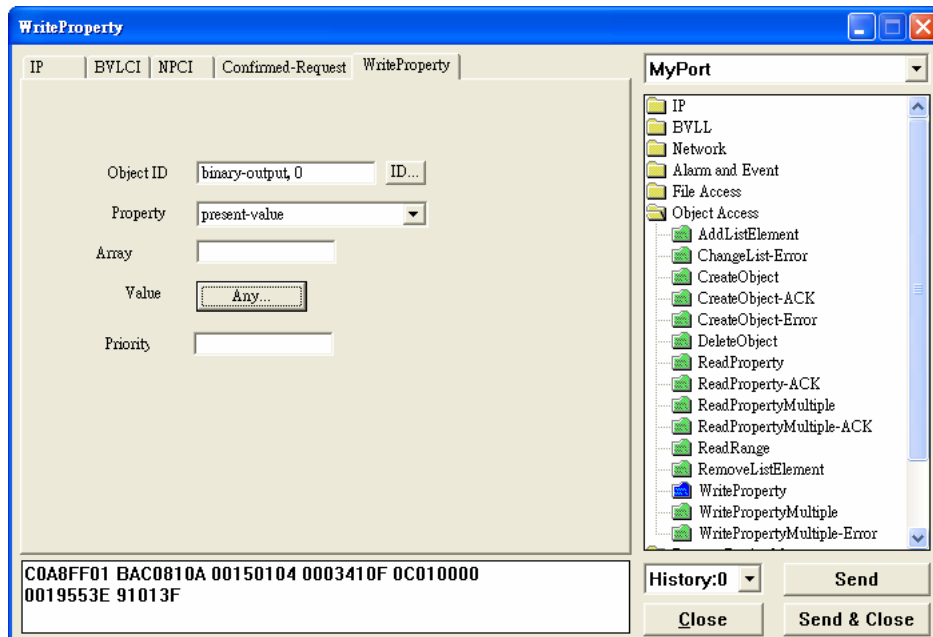 WriteProperty
IP BVLCI NPCI Confirmed-Request WriteProperty
Object ID binary-output, 0 ID...
Property present-value
Array
Value Any...
Priority
C0A8FF01 BAC0810A 00150104 0003410F 0C010000
0019553E 91013F
MyPort
IP
BVLL
Network
Alarm and Event
File Access
Object Access
AddListElement
ChangeList-Error
CreateObject
CreateObject-ACK
CreateObject-Error
DeleteObject
ReadProperty
ReadProperty-ACK
ReadPropertyMultiple
ReadPropertyMultiple-ACK
ReadRange
RemoveListElement
WriteProperty
WritePropertyMultiple
WritePropertyMultiple-Error
History:0 Send
Close Send & Close